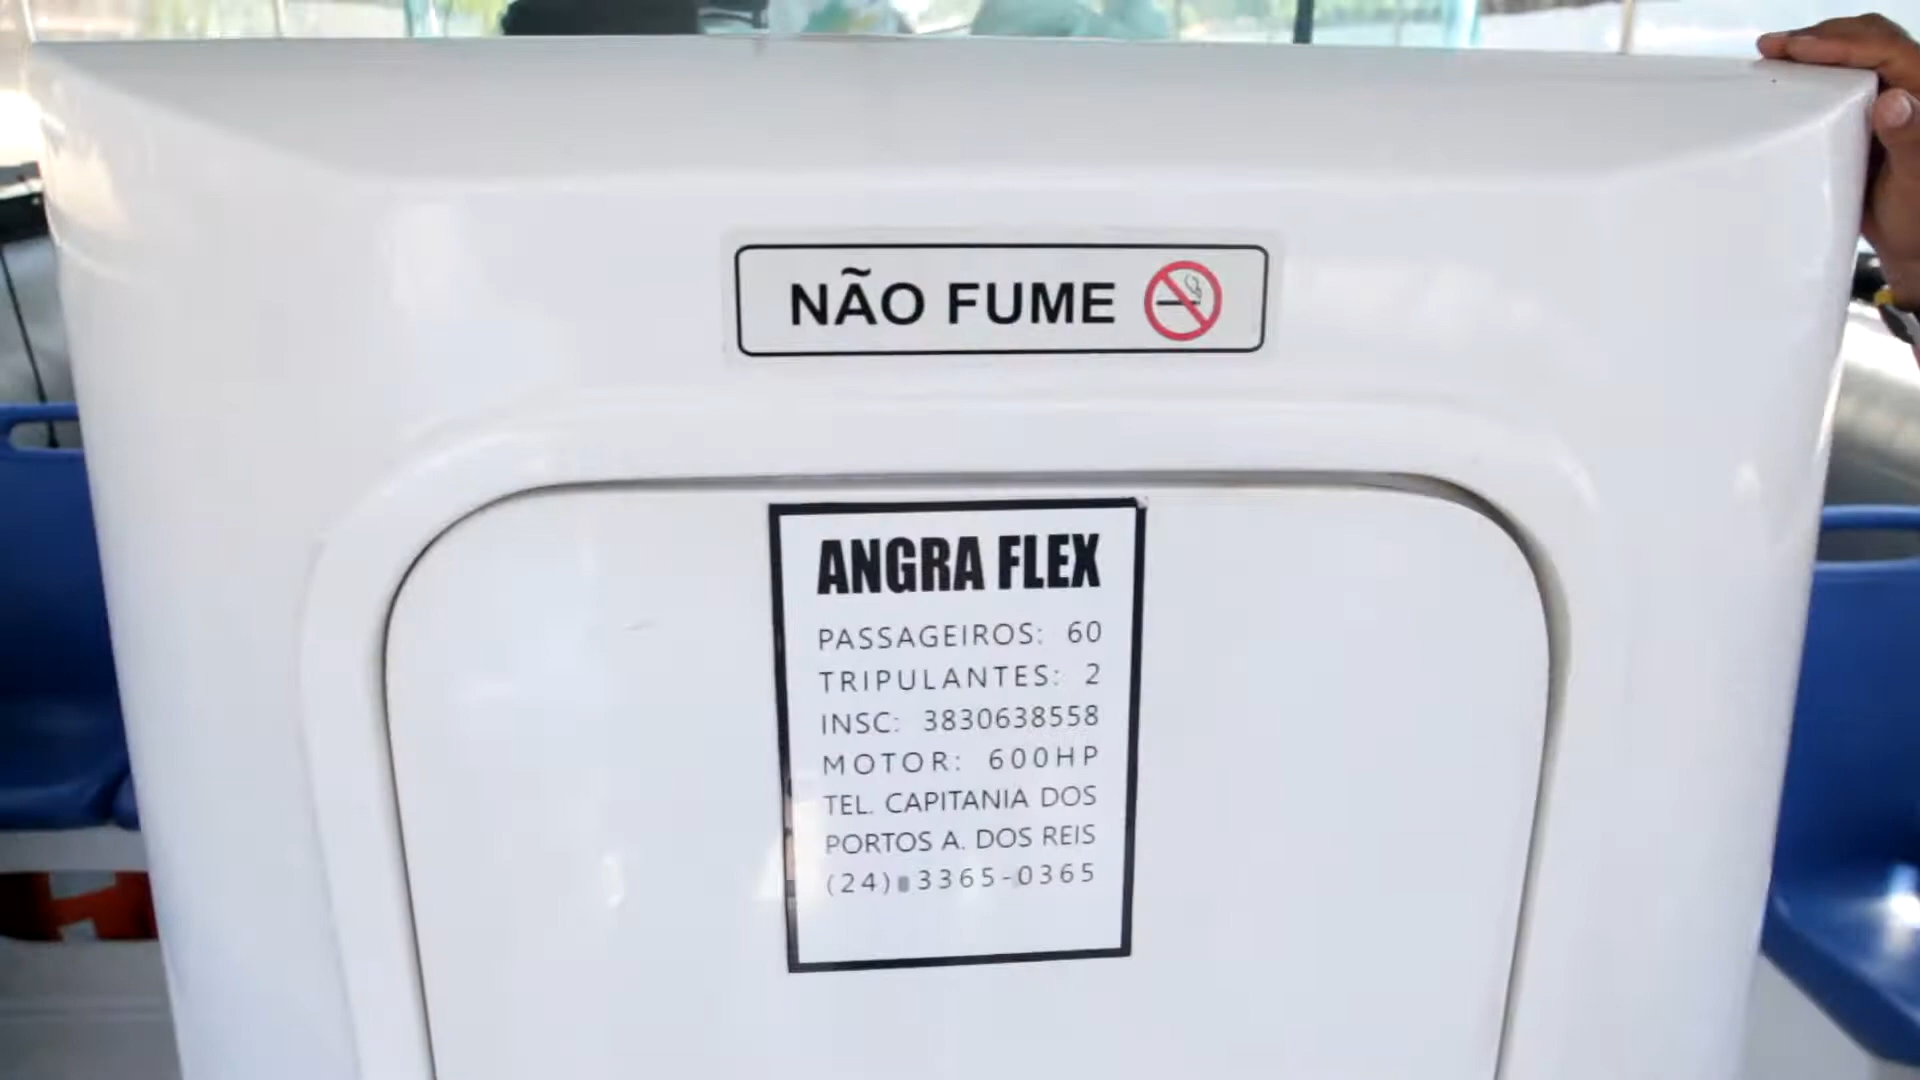 NÃO FUME
ANGRA FLEX
PASSAGEIROS: 60
TRIPULANTES: 2
INSC: 3830638558
MOTOR: 600HP
TEL. CAPITANIA DOS
PORTOS A. DOS REIS
(24) 3365-0365